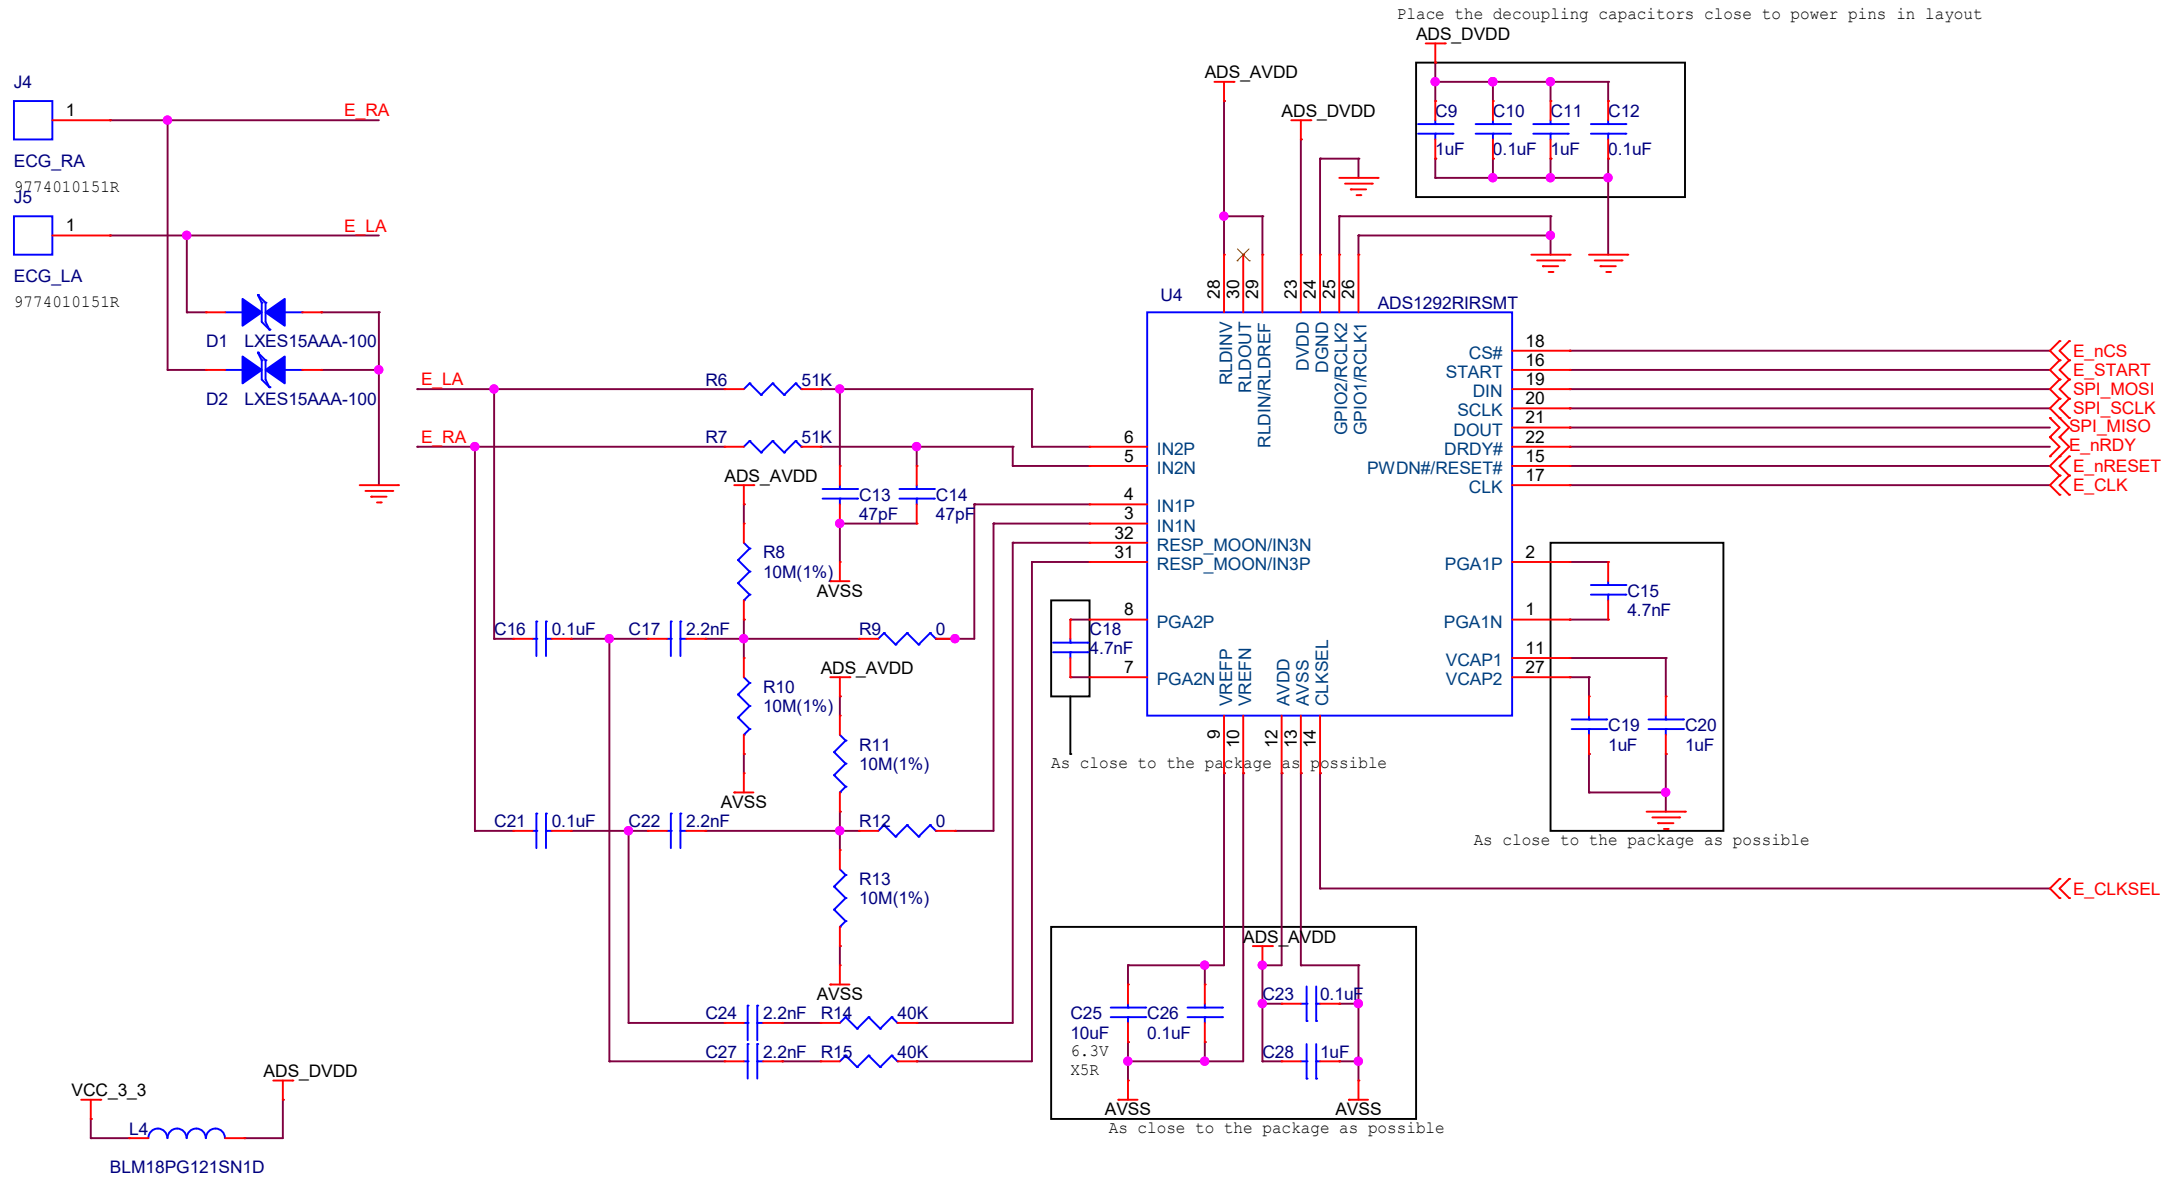 Place the decoupling capacitors close to power pins in layout
ADS_DVDD
C9
1uF
C10
0.1uF
C11
1uF
C12
0.1uF
ADS_AVDD
ADS_DVDD
J4
1
E_RA
ECG_RA
9774010151R
J5
1
E_LA
ECG_LA
9774010151R
D1 LXES15AAA-100
D2 LXES15AAA-100
U4
ADS1292RIRSMT
28
30
29
23
24
25
26
RLDINV
RLDOUT
RLDIN/RLDREF
DVDD
DGND
GPIO2/RCLK2
GPIO1/RCLK1
CS# 18 E_nCS
START 16 E_START
DIN 19 SPI_MOSI
SCLK 20 SPI_SCLK
DOUT 21 SPI_MISO
DRDY# 22 E_nRDY
PWDN#/RESET# 15 E_nRESET
CLK 17 E_CLK
E_LA
R6 51K
E_RA
R7 51K
6 IN2P
5 IN2N
4 IN1P
3 IN1N
32 RESP_MOON/IN3N
31 RESP_MOON/IN3P
8 PGA2P
7 PGA2N
C13
47pF
C14
47pF
AVSS
ADS_AVDD
R8
10M(1%)
C16 0.1uF
C17 2.2nF
R9 0
R10
10M(1%)
AVSS
ADS_AVDD
R11
10M(1%)
C21 0.1uF
C22 2.2nF
R12 0
R13
10M(1%)
AVSS
C24 2.2nF
R14 40K
C27 2.2nF
R15 40K
C18
4.7nF
As close to the package as possible
PGA1P 2
PGA1N 1
VCAP1 11
VCAP2 27
C15
4.7nF
C19
1uF
C20
1uF
As close to the package as possible
VREFP
VREFN
AVDD
AVSS
CLKSEL
9
10
12
13
14
E_CLKSEL
ADS_AVDD
C25
10uF
6.3V
X5R
C26
0.1uF
C23 0.1uF
C28 1uF
AVSS
AVSS
As close to the package as possible
VCC_3_3
ADS_DVDD
L4
BLM18PG121SN1D